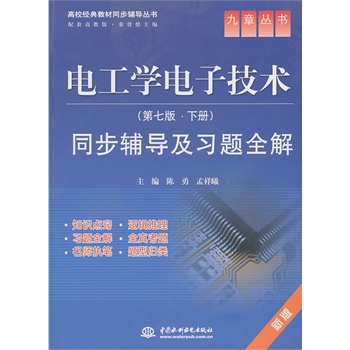 高校经典教材同步辅导丛书
配套高教版·秦曾煌主编
九章丛书
电工学电子技术
(第七版·下册)
同步辅导及习题全解
主编 陈勇 孟祥曦
·知识点窍 ·逻辑推理
·习题全解 ·全真考题
·名师执笔 ·题型归类
新版
中国水利水电出版社